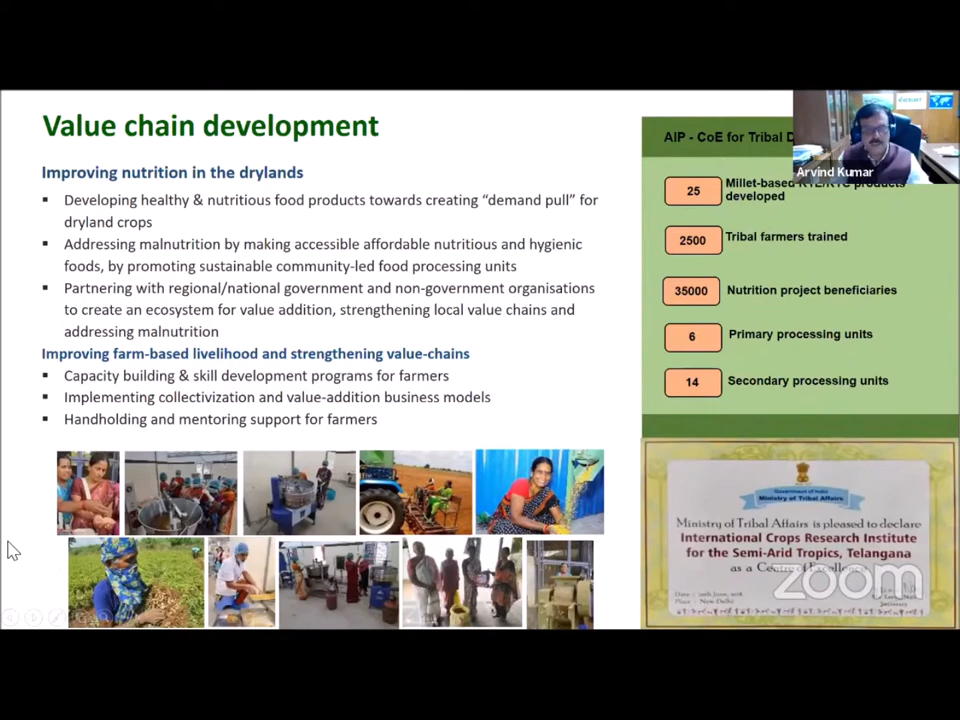 Value chain development
Improving nutrition in the drylands
▪ Developing healthy & nutritious food products towards creating “demand pull” for
dryland crops
▪ Addressing malnutrition by making accessible affordable nutritious and hygienic
foods, by promoting sustainable community-led food processing units
▪ Partnering with regional/national government and non-government organisations
to create an ecosystem for value addition, strengthening local value chains and
addressing malnutrition
Improving farm-based livelihood and strengthening value-chains
▪ Capacity building & skill development programs for farmers
▪ Implementing collectivization and value-addition business models
▪ Handholding and mentoring support for farmers
AIP - CoE for Tribal
Arvind Kumar
25 Millet-based products
developed
2500 Tribal farmers trained
35000 Nutrition project beneficiaries
6 Primary processing units
14 Secondary processing units
Government of India
Ministry of Tribal Affairs
Ministry of Tribal Affairs is pleased to declare
International Crops Research Institute
for the Semi-Arid Tropics, Telangana
as a Centre of Excellence
zoom
Place - New Delhi
Secretary